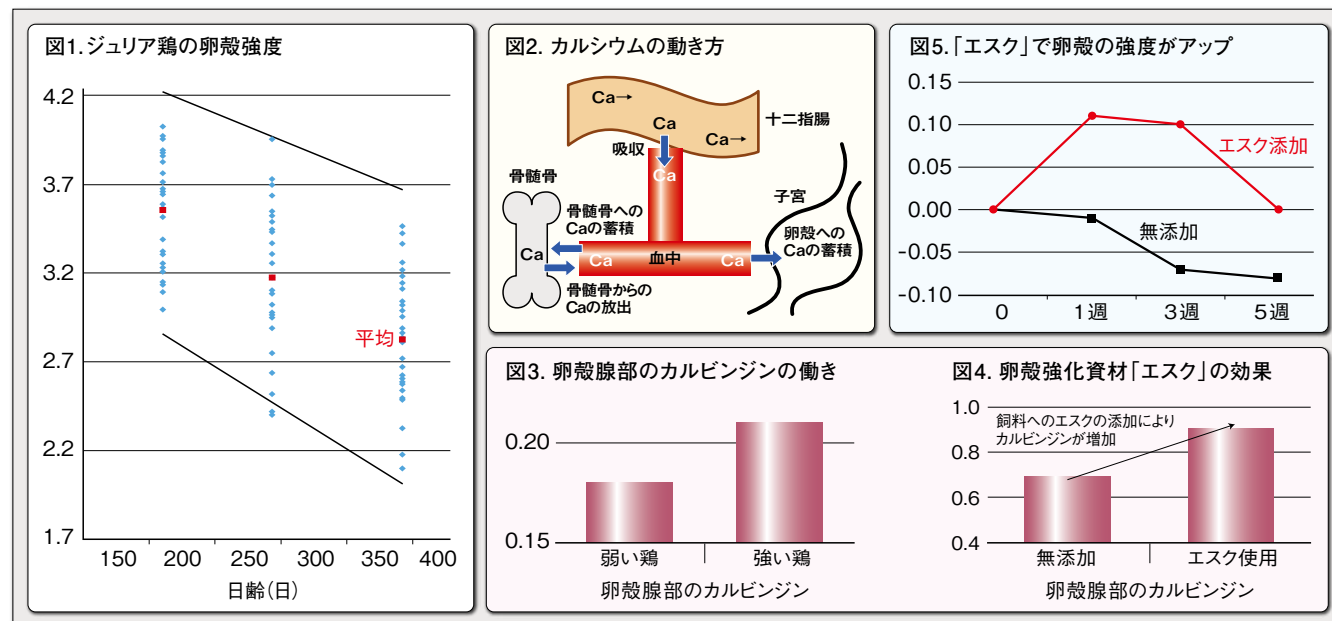 図1.ジュリア鶏の卵殻強度
4.2
3.7
3.2
2.7
2.2
1.7
平均
150 200 250 300 350 400
日齢(日)
図2. カルシウムの動き方
Ca→
Ca
Ca→
十二指腸
吸収
Ca
骨髄骨
骨髄骨への
Caの蓄積
子宮
卵殻への
Caの蓄積
Ca
Ca
血中
Ca
骨髄骨からの
Caの放出
図5.「エスク」で卵殻の強度がアップ
0.15
0.10
0.05
0.00
-0.05
-0.10
エスク添加
無添加
0 1週 3週 5週
図3. 卵殻腺部のカルビンジンの働き
0.20
0.15
弱い鶏 強い鶏
卵殻腺部のカルビンジン
図4. 卵殻強化資材「エスク」の効果
1.0
飼料へのエスクの添加により
カルビンジンが増加
0.8
0.6
0.4
無添加 エスク使用
卵殻腺部のカルビンジン